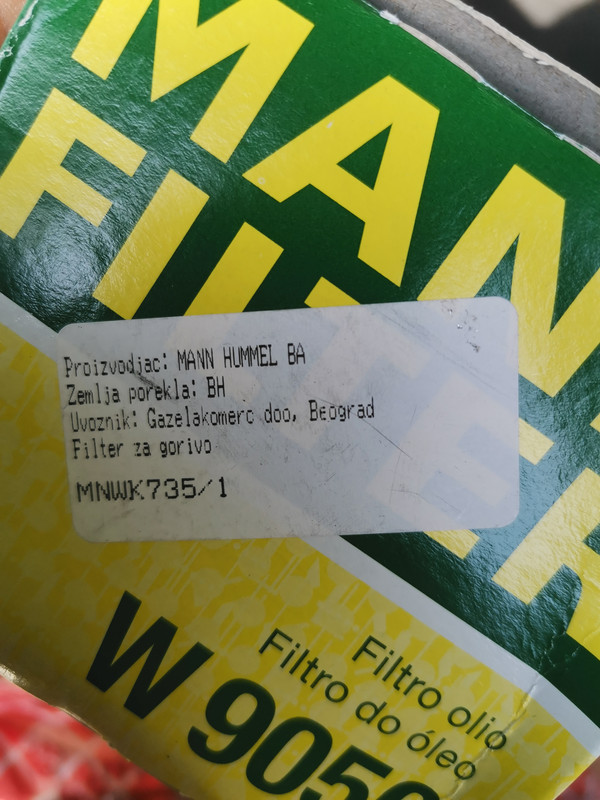 MANN
FILTER
Proizvodjac: MANN HUMMEL BA
Zemlja porekla: BH
Uvoznik: Gazelakomerc doo, Beograd
Filter za gorivo
MNWK735/1
Filtro olio
Filtro do óleo
W 9050